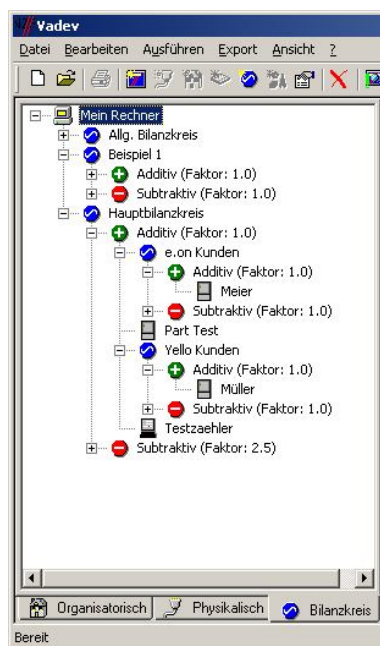 Vadev
Datei Bearbeiten Ausführen Export Ansicht ?
Mein Rechner
Allg. Bilanzkreis
Beispiel 1
Additiv (Faktor: 1.0)
Subtraktiv (Faktor: 1.0)
Hauptbilanzkreis
Additiv (Faktor: 1.0)
e.on Kunden
Additiv (Faktor: 1.0)
Meier
Subtraktiv (Faktor: 1.0)
Part Test
Yello Kunden
Additiv (Faktor: 1.0)
Müller
Subtraktiv (Faktor: 1.0)
Testzaehler
Subtraktiv (Faktor: 2.5)
Organisatorisch Physikalisch Bilanzkreis
Bereit